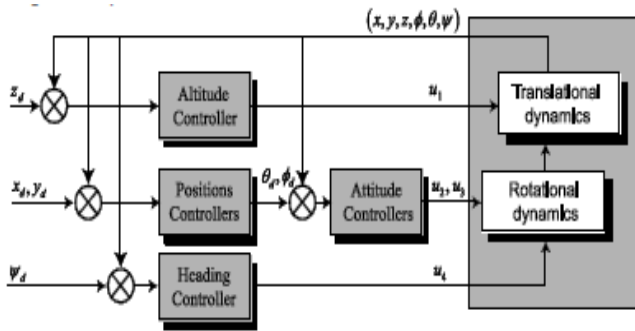 (x, y, z, ϕ, θ, ψ)
z_d
Altitude
Controller
u_1
Translational
dynamics
x_d, y_d
Positions
Controllers
θ_d, ϕ_d
Attitude
Controllers
u_2, u_3
Rotational
dynamics
ψ_d
Heading
Controller
u_4